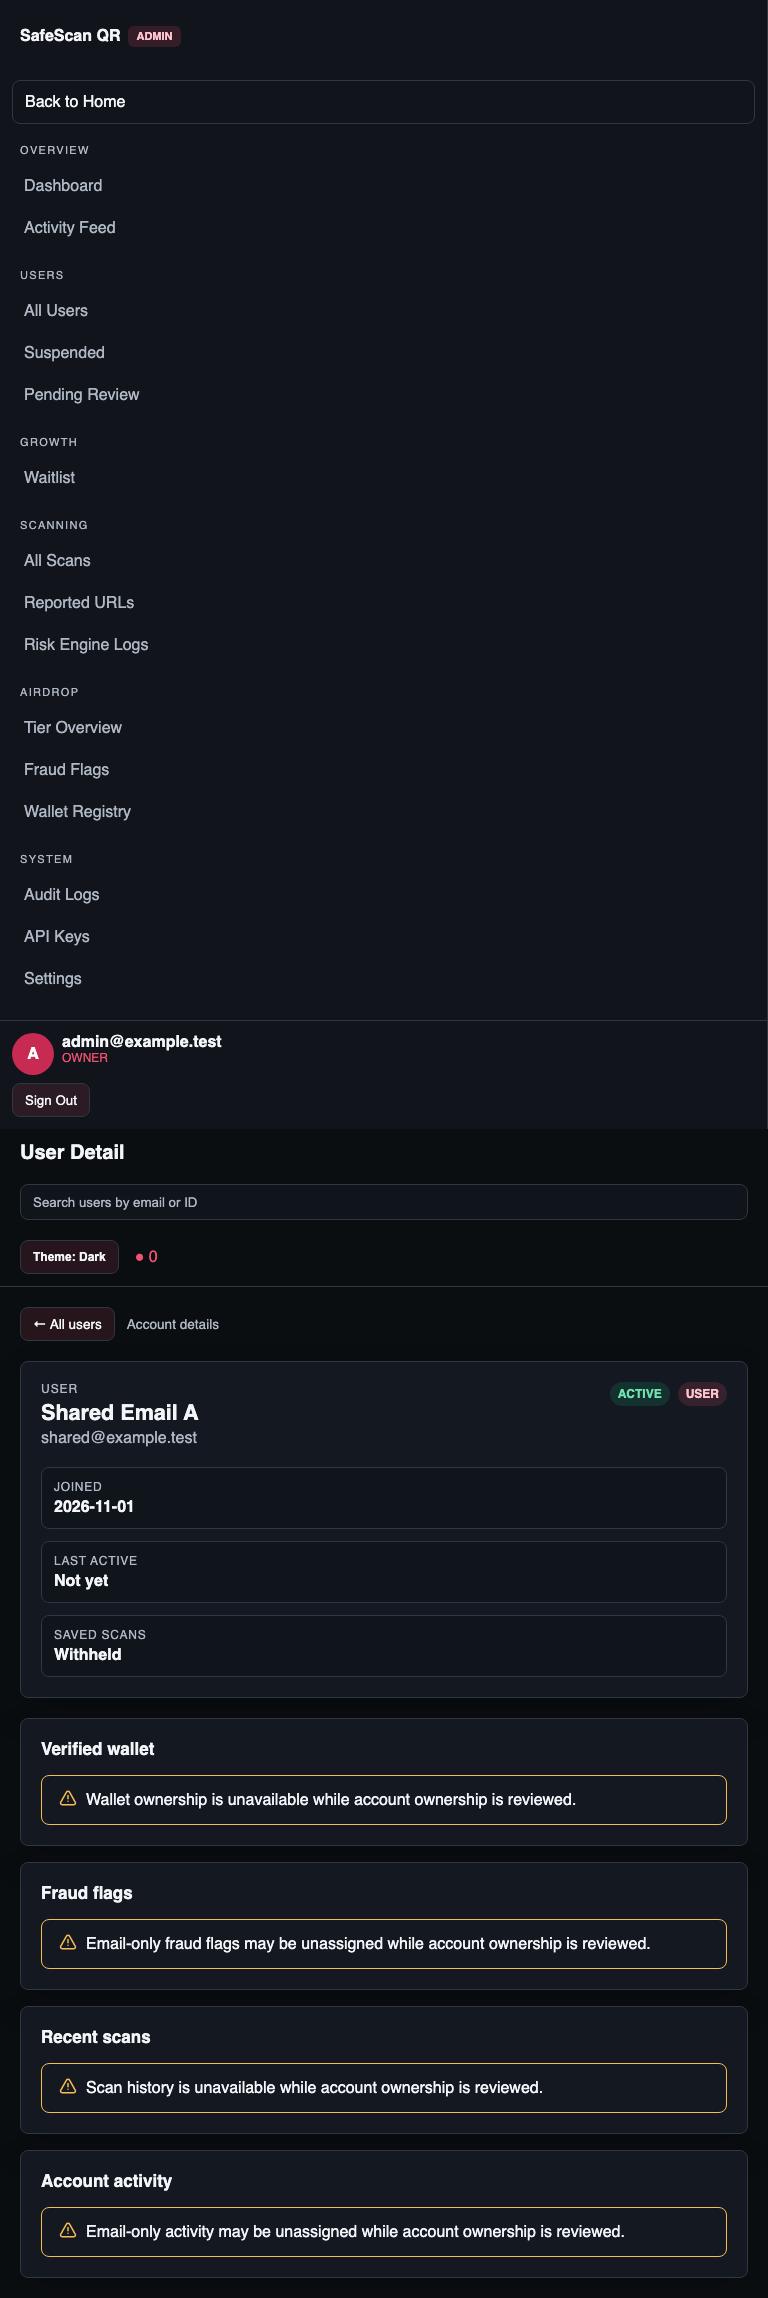 SafeScan QR ADMIN
Back to Home
OVERVIEW
Dashboard
Activity Feed
USERS
All Users
Suspended
Pending Review
GROWTH
Waitlist
SCANNING
All Scans
Reported URLs
Risk Engine Logs
AIRDROP
Tier Overview
Fraud Flags
Wallet Registry
SYSTEM
Audit Logs
API Keys
Settings
A admin@example.test
OWNER
Sign Out
User Detail
Search users by email or ID
Theme: Dark ● 0
← All users Account details
USER ACTIVE USER
Shared Email A
shared@example.test
JOINED
2026-11-01
LAST ACTIVE
Not yet
SAVED SCANS
Withheld
Verified wallet
Wallet ownership is unavailable while account ownership is reviewed.
Fraud flags
Email-only fraud flags may be unassigned while account ownership is reviewed.
Recent scans
Scan history is unavailable while account ownership is reviewed.
Account activity
Email-only activity may be unassigned while account ownership is reviewed.